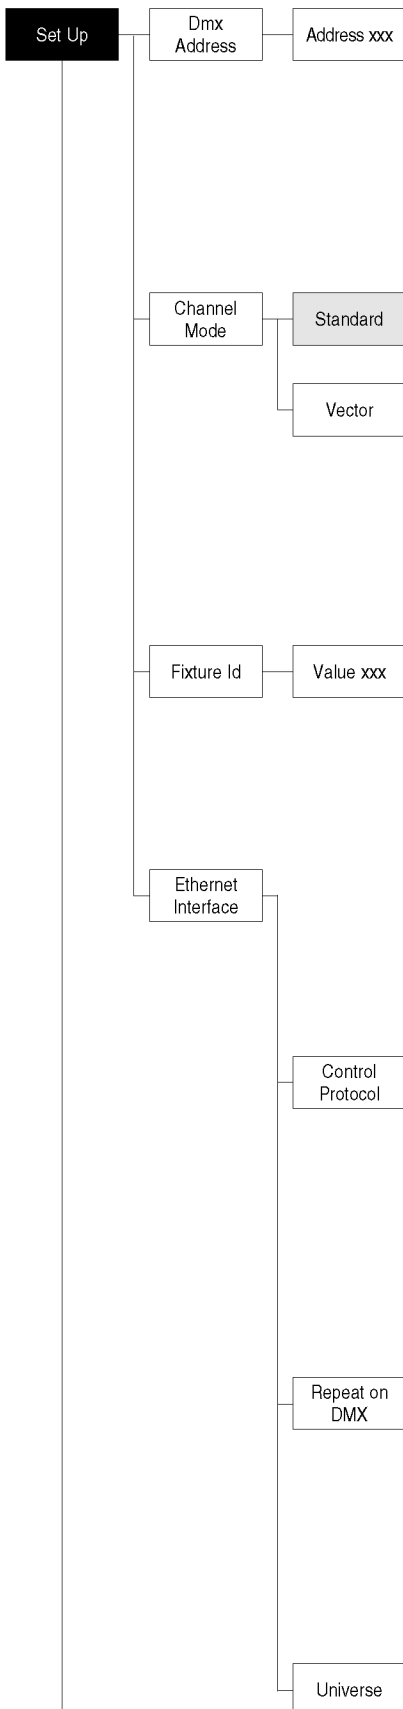 Set Up
Dmx
Address
Address xxx
Channel
Mode
Standard
Vector
Fixture Id
Value xxx
Ethernet
Interface
Control
Protocol
Repeat on
DMX
Universe